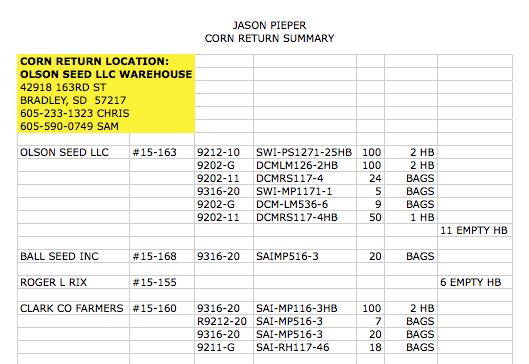 JASON PIEPER
CORN RETURN SUMMARY
CORN RETURN LOCATION:
OLSON SEED LLC WAREHOUSE
42918 163RD ST
BRADLEY, SD 57217
605-233-1323 CHRIS
605-590-0749 SAM
OLSON SEED LLC #15-163 9212-10 SWI-PS1271-25HB 100 2 HB
9202-G DCMLM126-2HB 100 2 HB
9202-11 DCMRS117-4 24 BAGS
9316-20 SWI-MP1171-1 5 BAGS
9202-G DCM-LM536-6 9 BAGS
9202-11 DCMRS117-4HB 50 1 HB
11 EMPTY HB
BALL SEED INC #15-168 9316-20 SAIMP516-3 20 BAGS
ROGER L RIX #15-155 6 EMPTY HB
CLARK CO FARMERS #15-160 9316-20 SAI-MP116-3HB 100 2 HB
R9212-20 SAI-MP516-3 7 BAGS
9316-20 SAI-MP516-3 20 BAGS
9211-G SAI-RH117-46 18 BAGS